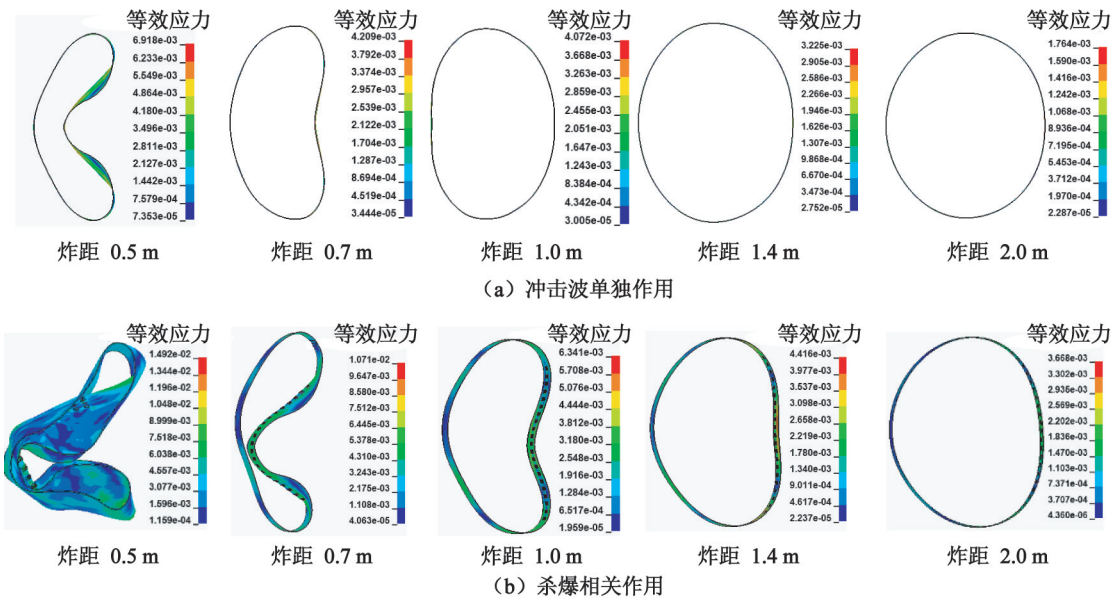 等效应力
6.918e-03
6.233e-03
5.549e-03
4.864e-03
4.180e-03
3.496e-03
2.811e-03
2.127e-03
1.442e-03
7.579e-04
7.353e-05
炸距 0.5 m
等效应力
4.209e-03
3.792e-03
3.374e-03
2.957e-03
2.539e-03
2.122e-03
1.704e-03
1.287e-03
8.694e-04
4.519e-04
3.444e-05
炸距 0.7 m
等效应力
4.072e-03
3.668e-03
3.263e-03
2.859e-03
2.455e-03
2.051e-03
1.647e-03
1.243e-03
8.384e-04
4.342e-04
3.005e-05
炸距 1.0 m
等效应力
3.225e-03
2.905e-03
2.586e-03
2.266e-03
1.946e-03
1.626e-03
1.307e-03
9.868e-04
6.670e-04
3.473e-04
2.752e-05
炸距 1.4 m
等效应力
1.764e-03
1.590e-03
1.416e-03
1.242e-03
1.068e-03
8.936e-04
7.195e-04
5.453e-04
3.712e-04
1.970e-04
2.287e-05
炸距 2.0 m
（a）冲击波单独作用
等效应力
1.492e-02
1.344e-02
1.196e-02
1.048e-02
8.999e-03
7.518e-03
6.038e-03
4.557e-03
3.077e-03
1.596e-03
1.159e-04
炸距 0.5 m
等效应力
1.071e-02
9.647e-03
8.580e-03
7.512e-03
6.445e-03
5.378e-03
4.310e-03
3.243e-03
2.175e-03
1.108e-03
4.063e-05
炸距 0.7 m
等效应力
6.341e-03
5.708e-03
5.076e-03
4.444e-03
3.812e-03
3.180e-03
2.548e-03
1.916e-03
1.284e-03
6.517e-04
1.959e-05
炸距 1.0 m
等效应力
4.416e-03
3.977e-03
3.537e-03
3.098e-03
2.658e-03
2.219e-03
1.780e-03
1.340e-03
9.011e-04
4.617e-04
2.237e-05
炸距 1.4 m
等效应力
3.668e-03
3.302e-03
2.935e-03
2.569e-03
2.202e-03
1.836e-03
1.470e-03
1.103e-03
7.371e-04
3.707e-04
4.360e-06
炸距 2.0 m
（b）杀爆相关作用